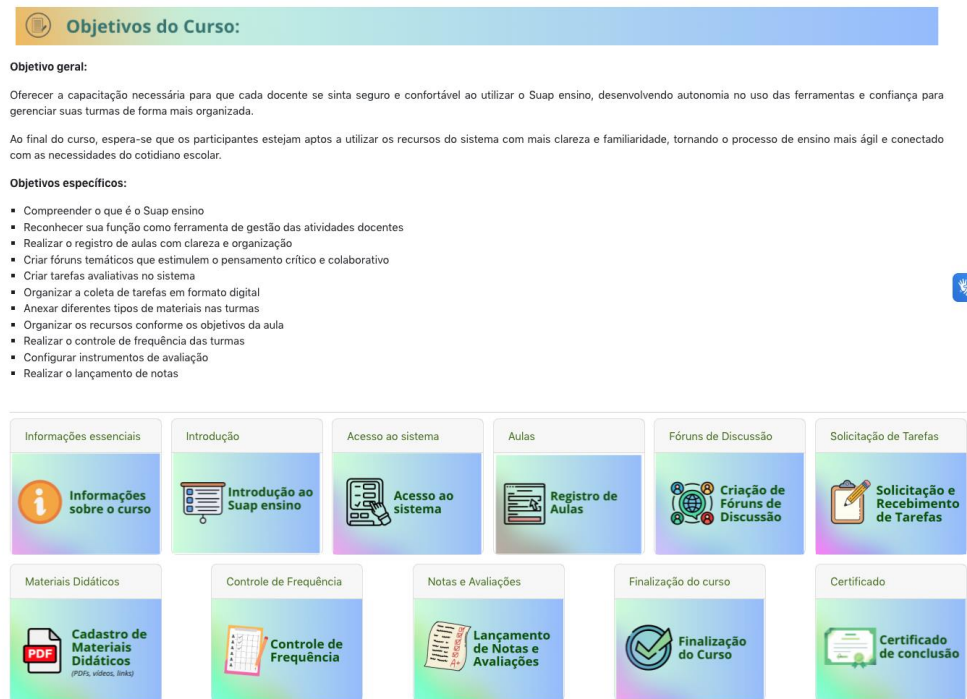 Objetivos do Curso:
Objetivo geral:
Oferecer a capacitação necessária para que cada docente se sinta seguro e confortável ao utilizar o Suap ensino, desenvolvendo autonomia no uso das ferramentas e confiança para
gerenciar suas turmas de forma mais organizada.
Ao final do curso, espera-se que os participantes estejam aptos a utilizar os recursos do sistema com mais clareza e familiaridade, tornando o processo de ensino mais ágil e conectado
com as necessidades do cotidiano escolar.
Objetivos específicos:
Compreender o que é o Suap ensino
Reconhecer sua função como ferramenta de gestão das atividades docentes
Realizar o registro de aulas com clareza e organização
Criar fóruns temáticos que estimulem o pensamento crítico e colaborativo
Criar tarefas avaliativas no sistema
Organizar a coleta de tarefas em formato digital
Anexar diferentes tipos de materiais nas turmas
Organizar os recursos conforme os objetivos da aula
Realizar o controle de frequência das turmas
Configurar instrumentos de avaliação
Realizar o lançamento de notas
Informações essenciais
Informações
sobre o curso
Introdução
Introdução ao
Suap ensino
Acesso ao sistema
Acesso ao
sistema
Aulas
Registro de
Aulas
Fóruns de Discussão
Criação de
Fóruns de
Discussão
Solicitação de Tarefas
Solicitação e
Recebimento
de Tarefas
Materiais Didáticos
PDF
Cadastro de
Materiais
Didáticos
(PDFs, vídeos, links)
Controle de Frequência
Controle de
Frequência
Notas e Avaliações
A+
Lançamento
de Notas e
Avaliações
Finalização do curso
Finalização
do Curso
Certificado
Certificado
de conclusão